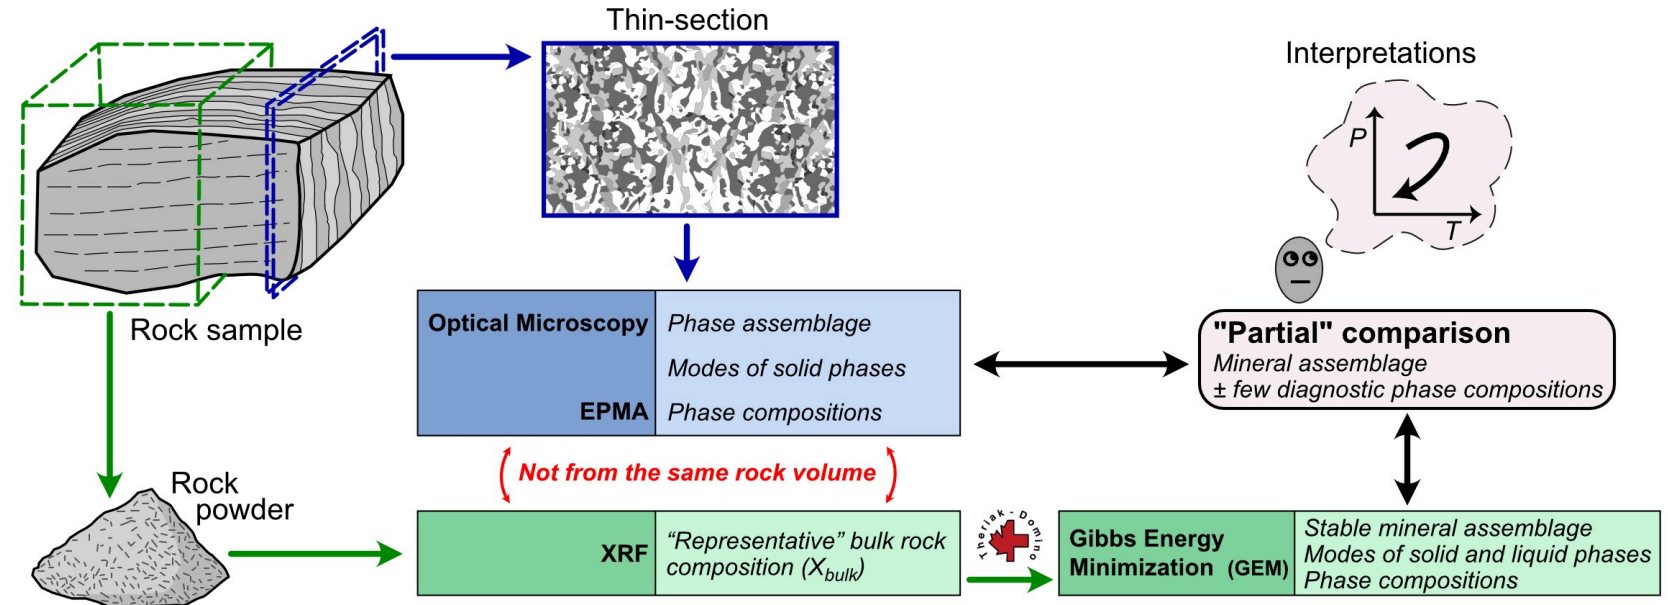 Thin-section
Interpretations
P
T
Rock sample
Optical Microscopy
Phase assemblage
Modes of solid phases
EPMA
Phase compositions
"Partial" comparison
Mineral assemblage
± few diagnostic phase compositions
Not from the same rock volume
Rock
powder
XRF
“Representative” bulk rock
composition (Xbulk)
Theriak - Domino
Gibbs Energy
Minimization (GEM)
Stable mineral assemblage
Modes of solid and liquid phases
Phase compositions